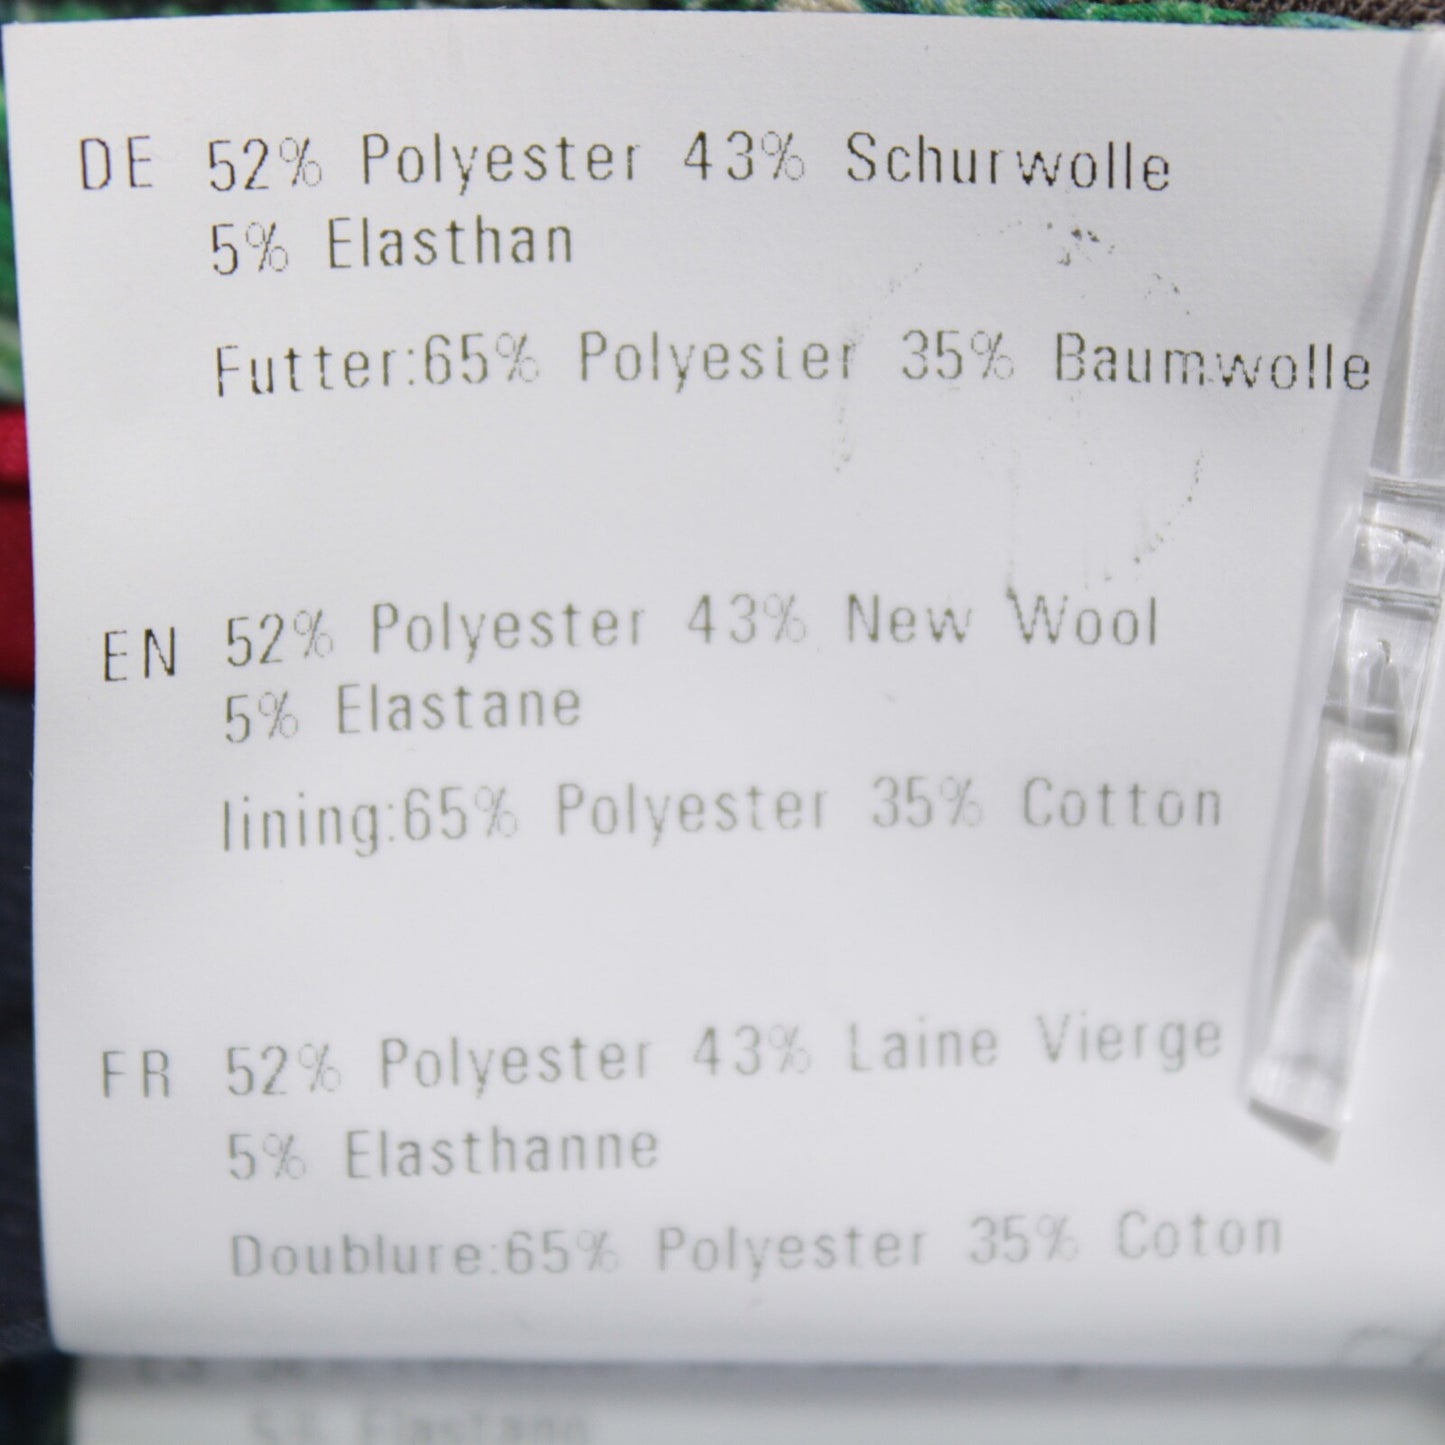 DE 52% Polyester 43% Schurwolle
5% Elasthan
Futter:65% Polyester 35% Baumwolle
EN 52% Polyester 43% New Wool
5% Elastane
lining:65% Polyester 35% Cotton
FR 52% Polyester 43% Laine Vierge
5% Elasthanne
Doublure:65% Polyester 35% Coton
5% Elastann